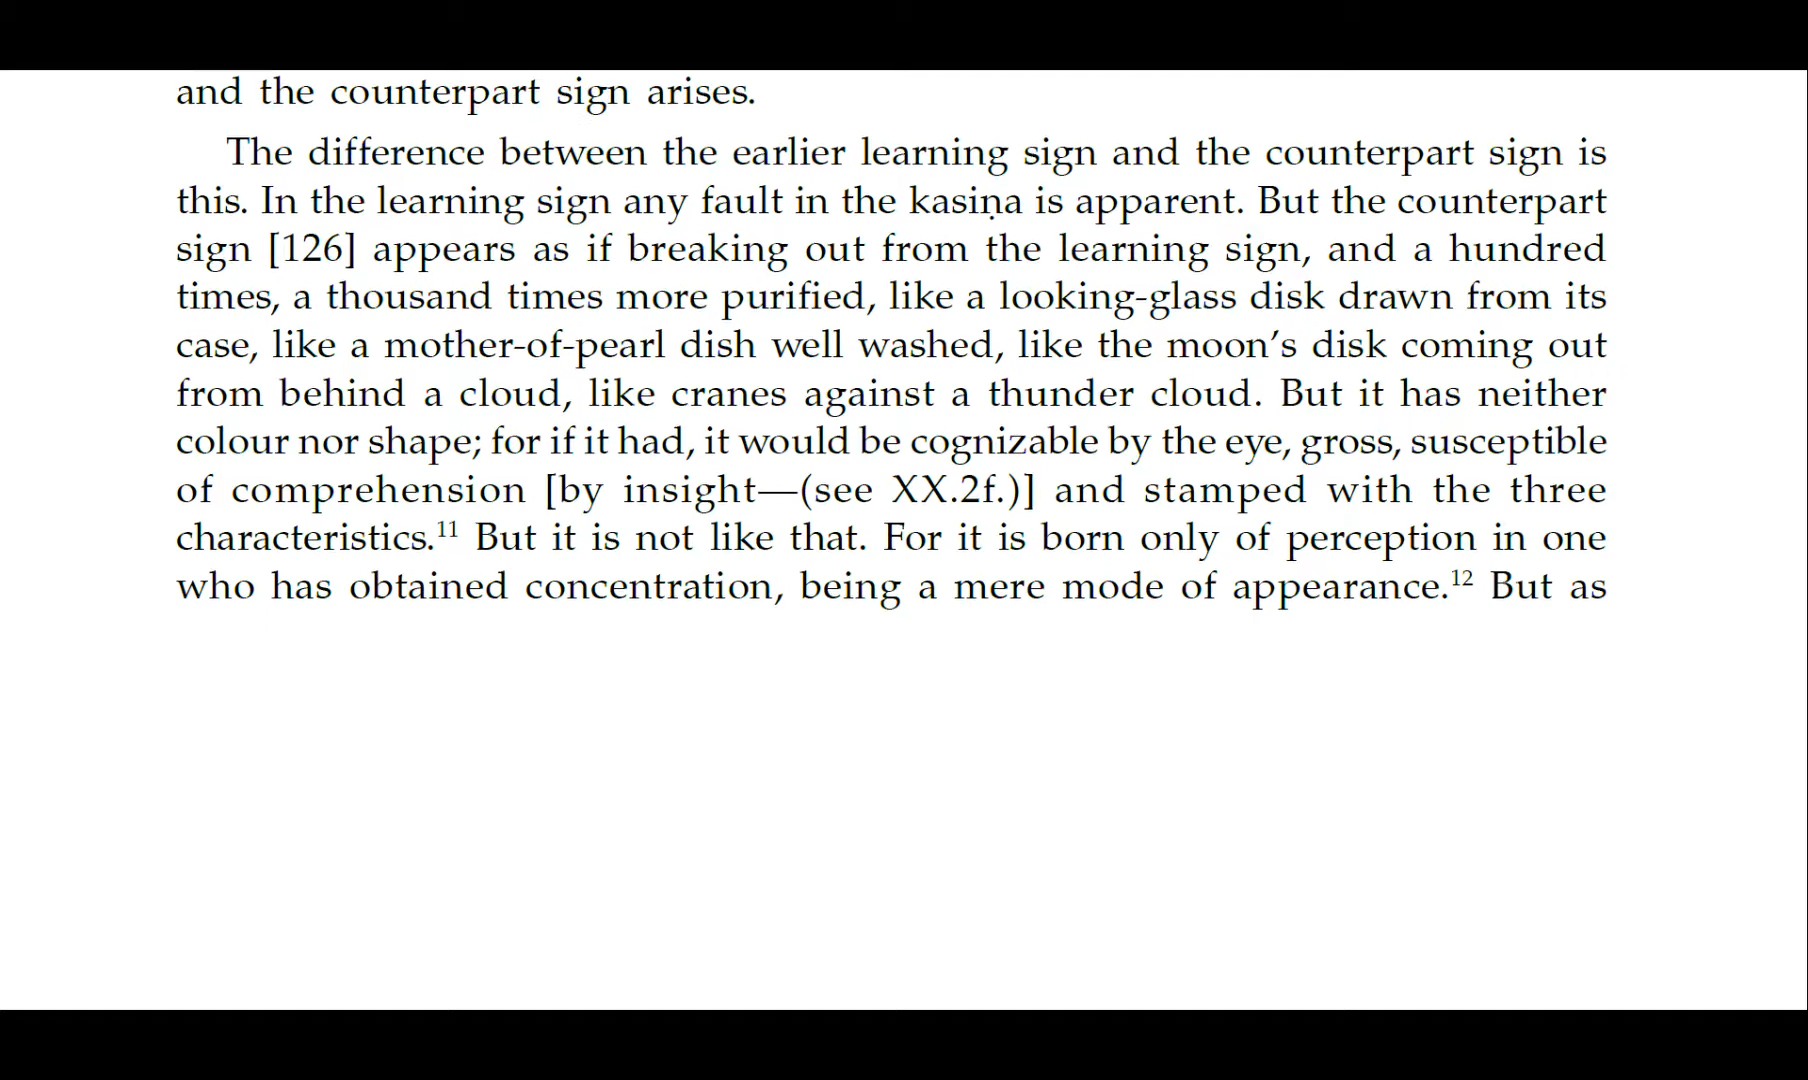 and the counterpart sign arises.
The difference between the earlier learning sign and the counterpart sign is
this. In the learning sign any fault in the kasiṇa is apparent. But the counterpart
sign [126] appears as if breaking out from the learning sign, and a hundred
times, a thousand times more purified, like a looking-glass disk drawn from its
case, like a mother-of-pearl dish well washed, like the moon’s disk coming out
from behind a cloud, like cranes against a thunder cloud. But it has neither
colour nor shape; for if it had, it would be cognizable by the eye, gross, susceptible
of comprehension [by insight—(see XX.2f.)] and stamped with the three
characteristics.¹¹ But it is not like that. For it is born only of perception in one
who has obtained concentration, being a mere mode of appearance.¹² But as